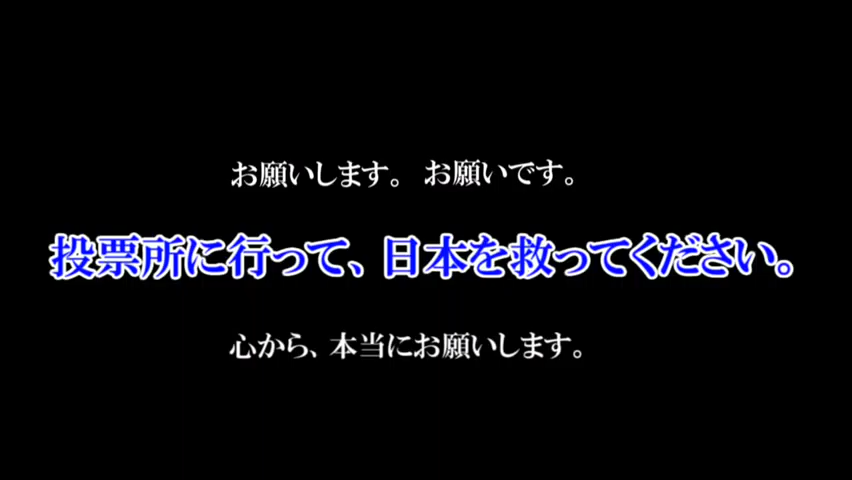 お願いします。 お願いです。
投票所に行って、日本を救ってください。
心から、本当にお願いします。